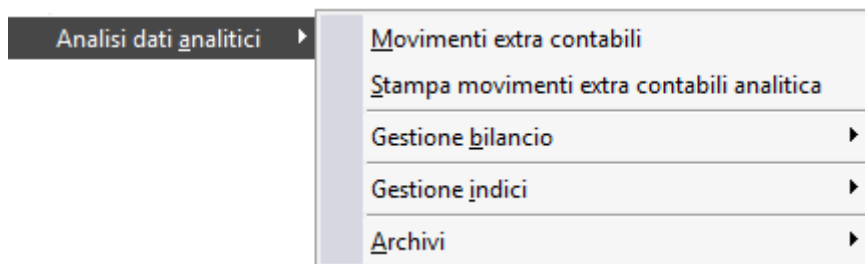 Analisi dati analitici
Movimenti extra contabili
Stampa movimenti extra contabili analitica
Gestione bilancio
Gestione indici
Archivi